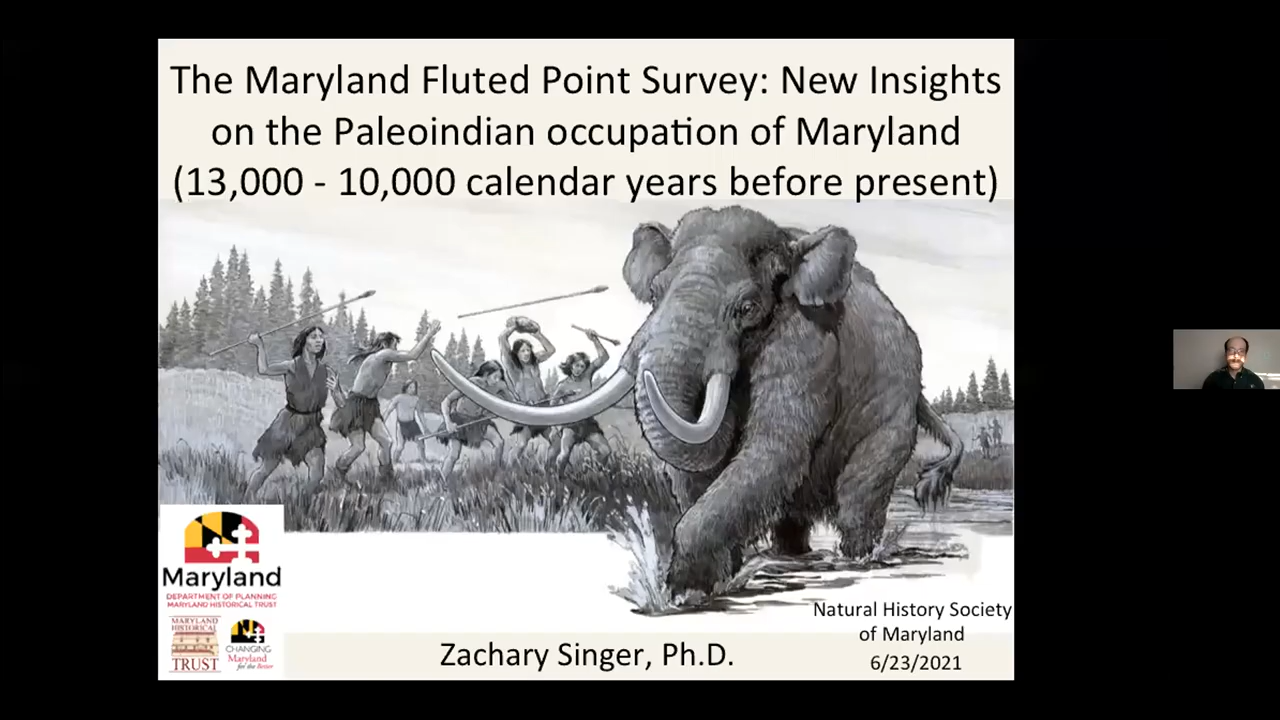 The Maryland Fluted Point Survey: New Insights
on the Paleoindian occupation of Maryland
(13,000 - 10,000 calendar years before present)
Maryland
DEPARTMENT OF PLANNING
MARYLAND HISTORICAL TRUST
MARYLAND
HISTORICAL
TRUST
CHANGING
Maryland
for the Better
Zachary Singer, Ph.D.
Natural History Society
of Maryland
6/23/2021